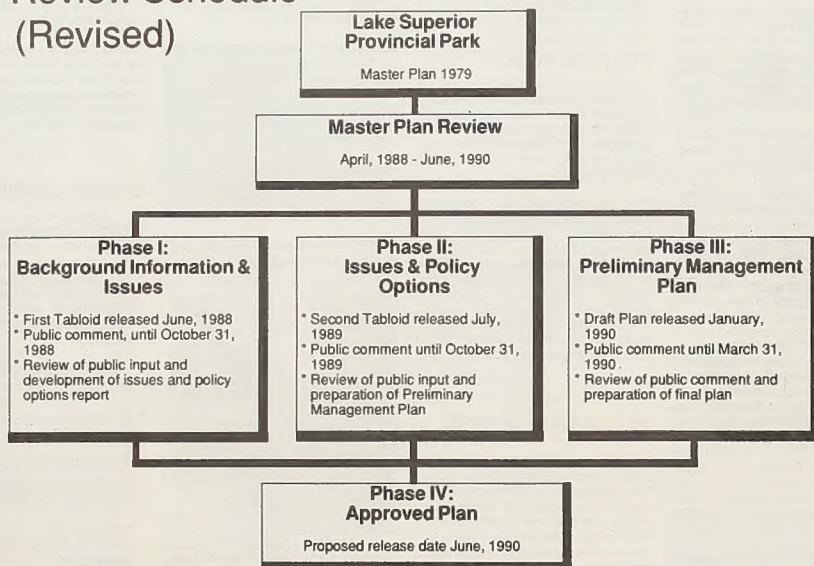 Review Schedule
(Revised)
Lake Superior
Provincial Park
Master Plan 1979
Master Plan Review
April, 1988 - June, 1990
Phase I:
Background Information &
Issues
* First Tabloid released June, 1988
* Public comment, until October 31,
1988
* Review of public input and
development of issues and policy
options report
Phase II:
Issues & Policy
Options
* Second Tabloid released July,
1989
* Public comment until October 31,
1989
* Review of public input and
preparation of Preliminary
Management Plan
Phase III:
Preliminary Management
Plan
* Draft Plan released January,
1990
* Public comment until March 31,
1990.
* Review of public comment and
preparation of final plan
Phase IV:
Approved Plan
Proposed release date June, 1990